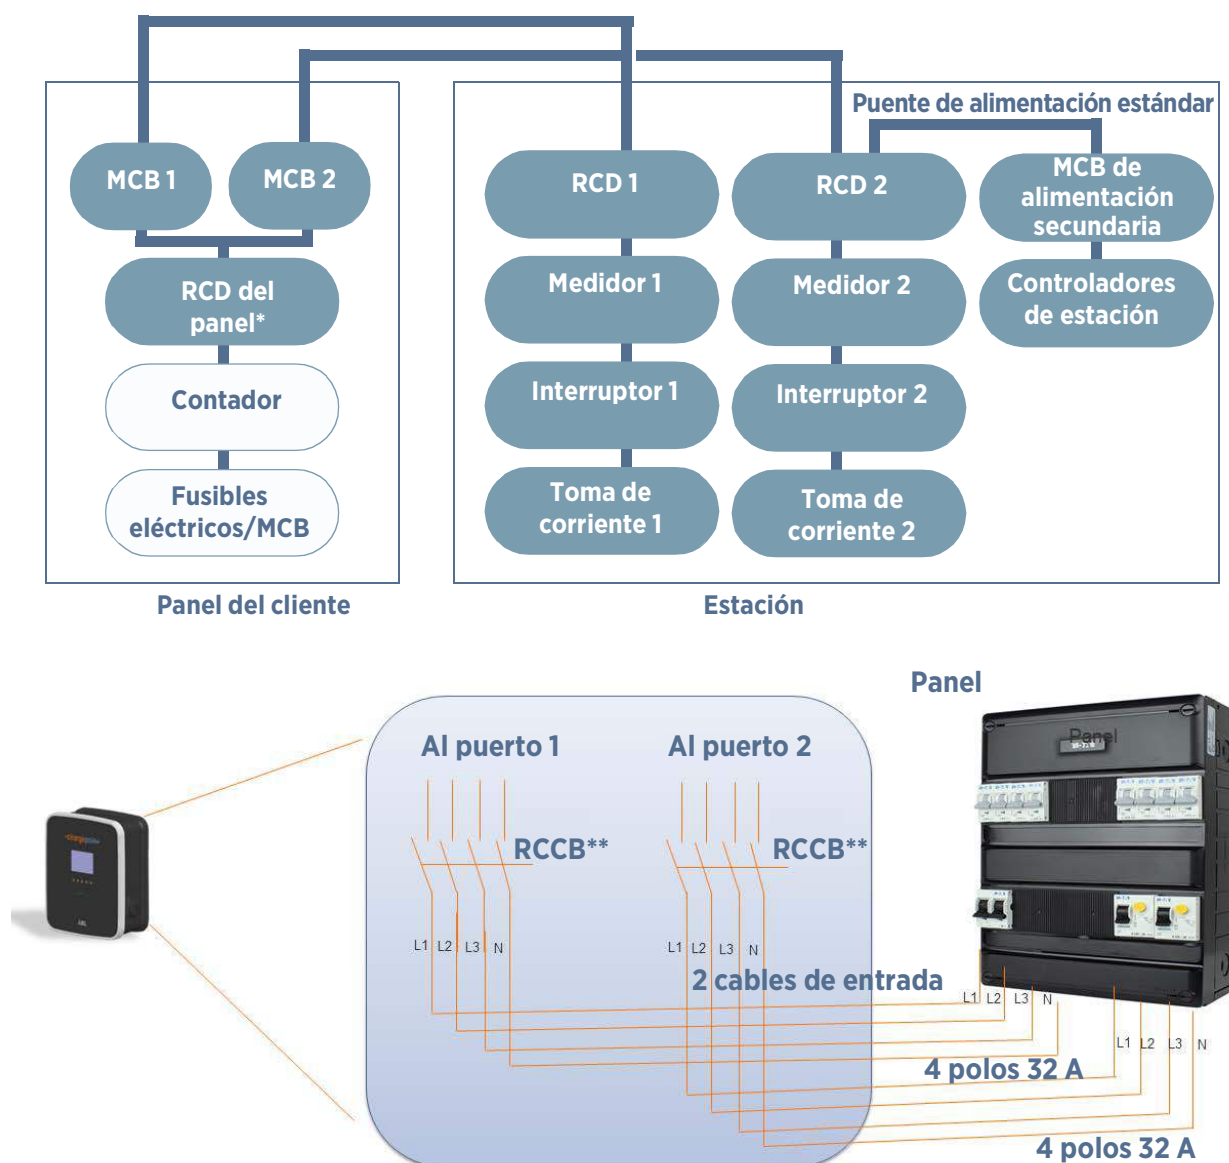 Puente de alimentación estándar
MCB 1
MCB 2
RCD 1
RCD 2
MCB de
alimentación
secundaria
RCD del
panel*
Medidor 1
Medidor 2
Controladores
de estación
Contador
Interruptor 1
Interruptor 2
Fusibles
eléctricos/MCB
Toma de
corriente 1
Toma de
corriente 2
Panel del cliente
Estación
Panel
Panel
Al puerto 1
Al puerto 2
RCCB**
RCCB**
L1 L2 L3 N
L1 L2 L3 N
2 cables de entrada
L1 L2 L3 N
L1 L2 L3 N
4 polos 32 A
4 polos 32 A